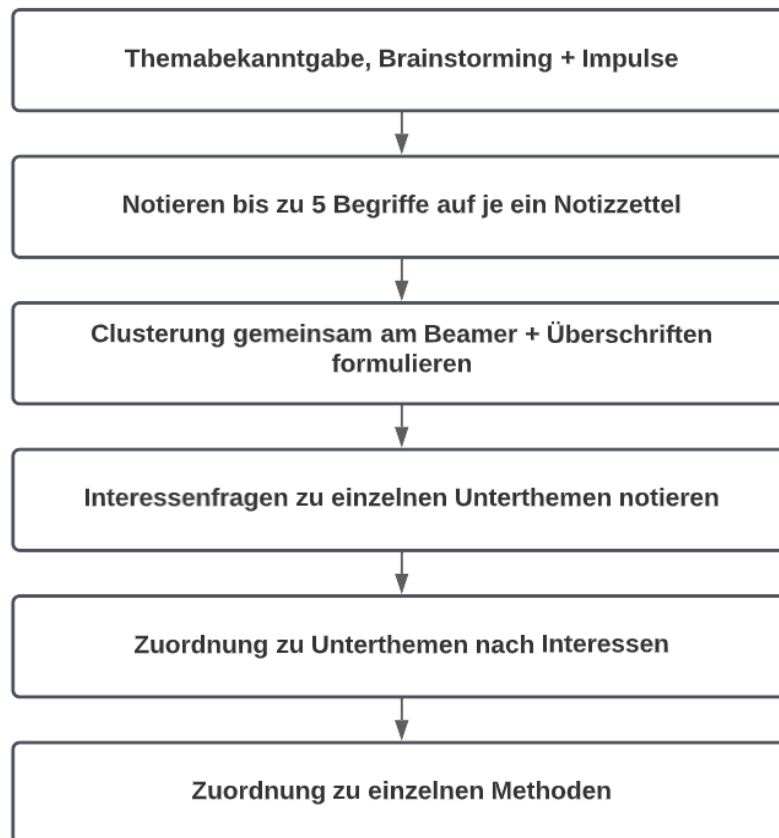 Themabekanntgabe, Brainstorming + Impulse
Notieren bis zu 5 Begriffe auf je ein Notizzettel
Clusterung gemeinsam am Beamer + Überschriften
formulieren
Interessenfragen zu einzelnen Unterthemen notieren
Zuordnung zu Unterthemen nach Interessen
Zuordnung zu einzelnen Methoden